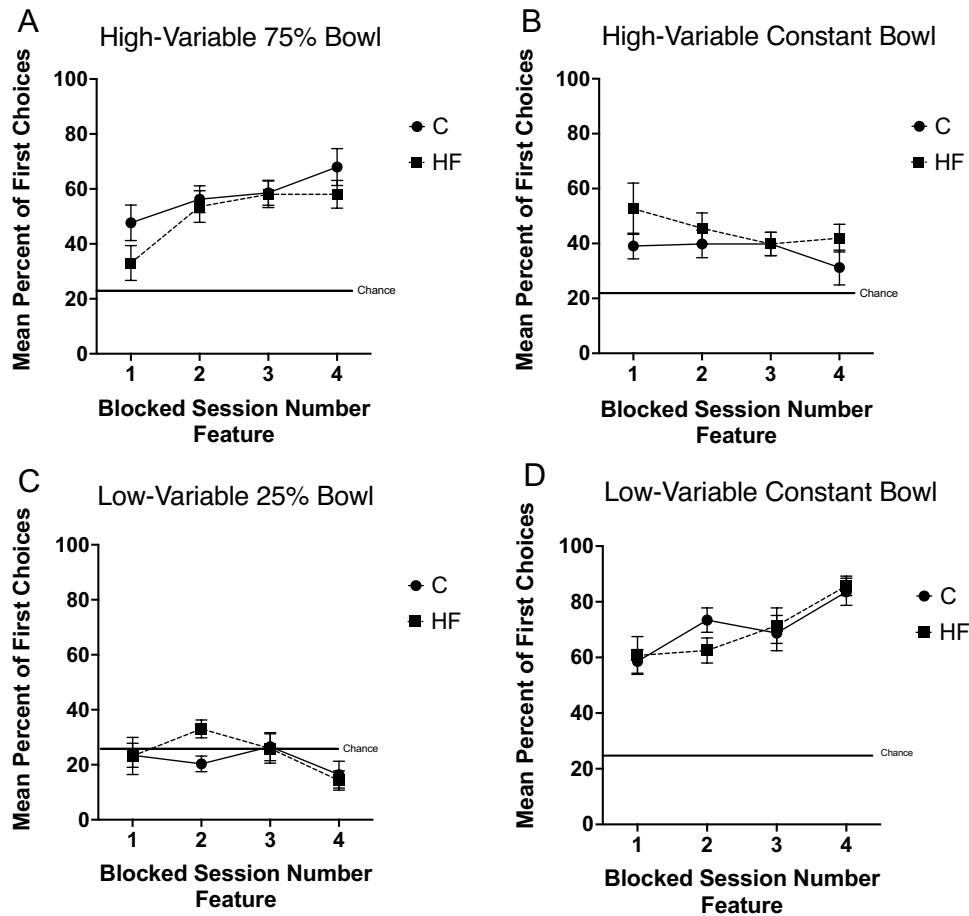 A
High-Variable 75% Bowl
Mean Percent of First Choices
100
80
60
40
20
0
Chance
1 2 3 4
Blocked Session Number
Feature
C
HF
B
High-Variable Constant Bowl
Mean Percent of First Choices
100
80
60
40
20
0
Chance
1 2 3 4
Blocked Session Number
Feature
C
HF
C
Low-Variable 25% Bowl
Mean Percent of First Choices
100
80
60
40
20
0
Chance
1 2 3 4
Blocked Session Number
Feature
C
HF
D
Low-Variable Constant Bowl
Mean Percent of First Choices
100
80
60
40
20
0
Chance
1 2 3 4
Blocked Session Number
Feature
C
HF